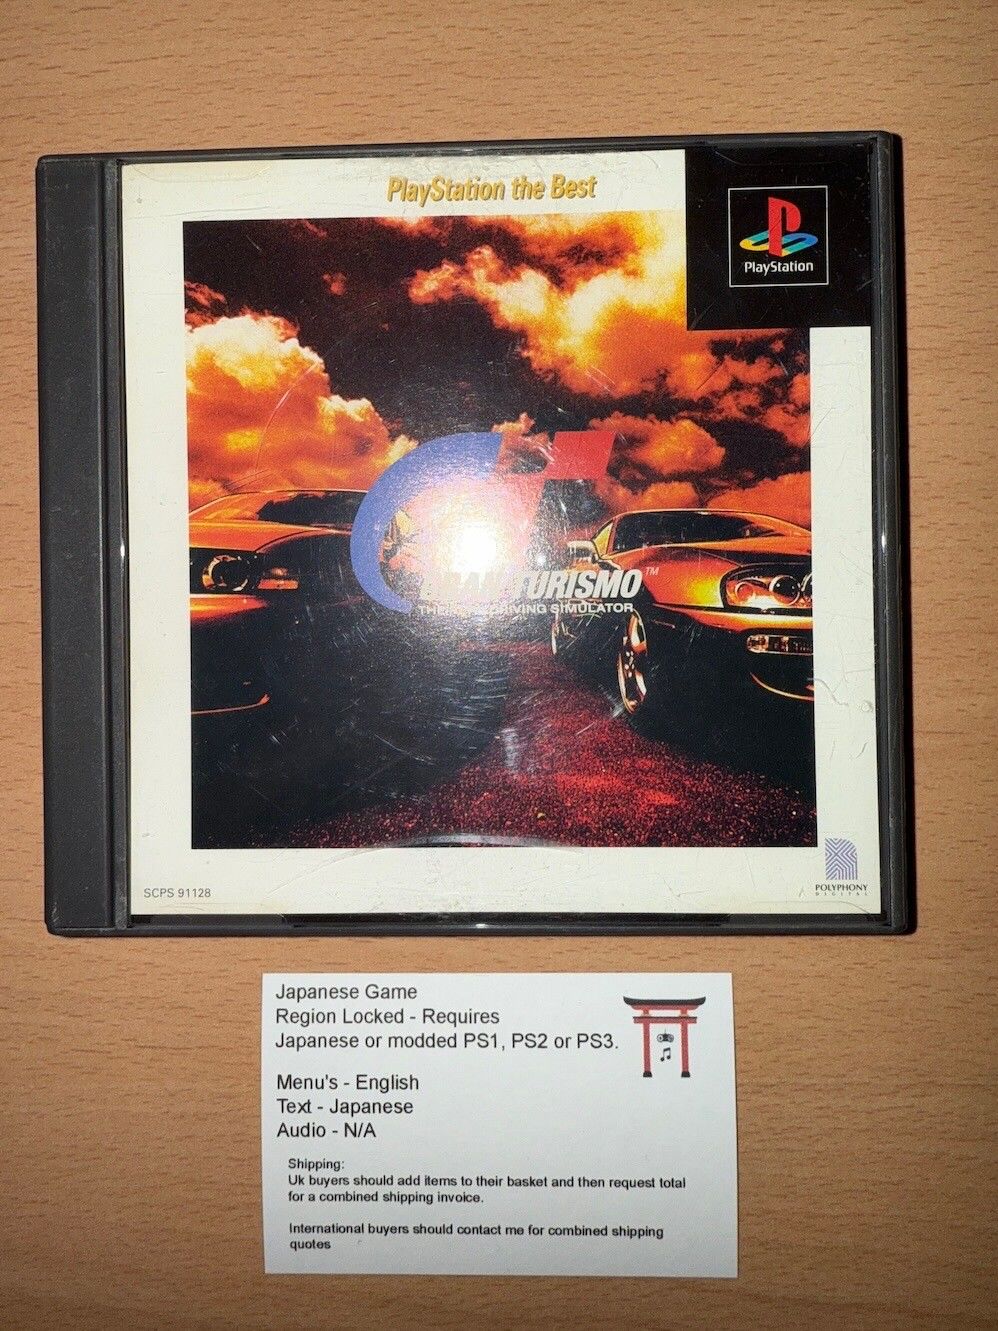 PlayStation the Best
PlayStation
TURISMO™
DRIVING SIMULATOR
SCPS 91128
POLYPHONY
DIGITAL
Japanese Game
Region Locked - Requires
Japanese or modded PS1, PS2 or PS3.
Menu's - English
Text - Japanese
Audio - N/A
Shipping:
Uk buyers should add items to their basket and then request total
for a combined shipping invoice.
International buyers should contact me for combined shipping
quotes